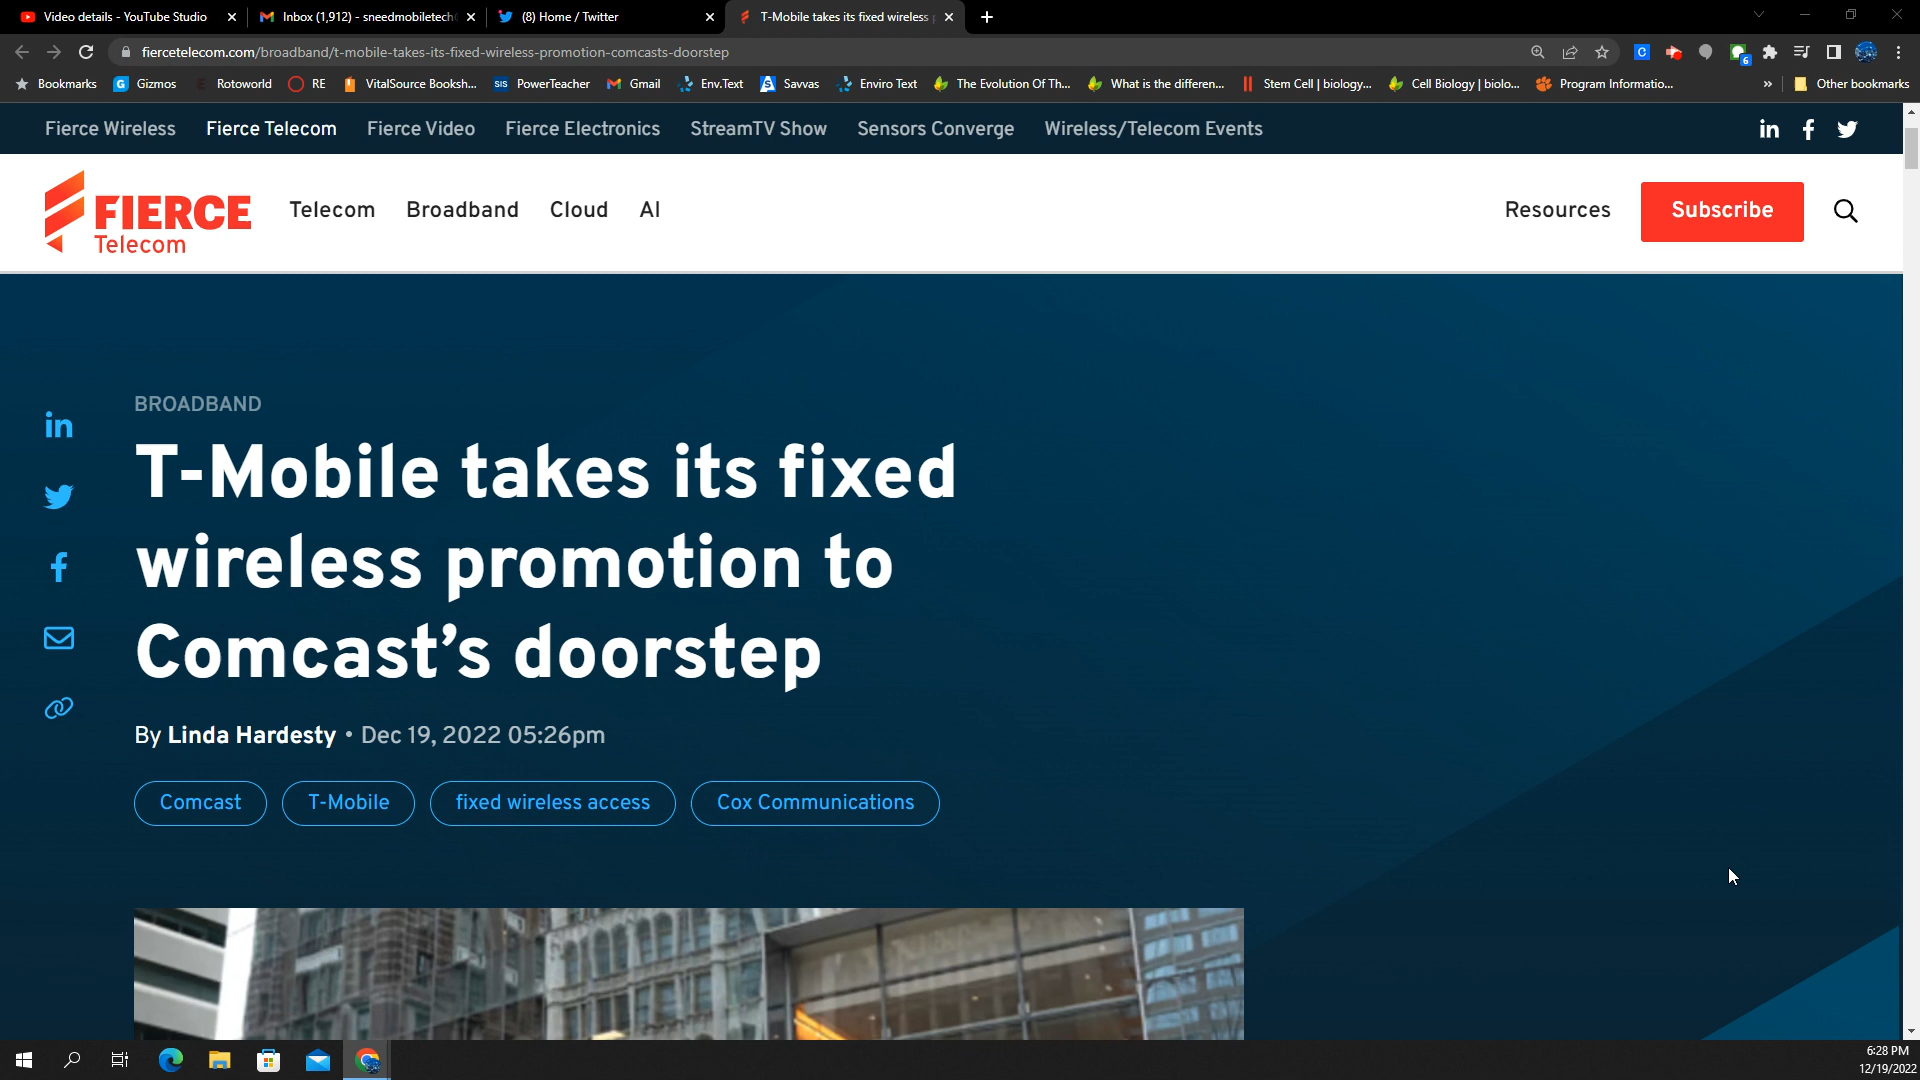 Video details - YouTube Studio
Inbox (1,912) - sneedmobiletech
(8) Home / Twitter
T-Mobile takes its fixed wireless
fiercetelecom.com/broadband/t-mobile-takes-its-fixed-wireless-promotion-comcasts-doorstep
6
Bookmarks
G Gizmos
Rotoworld
RE
VitalSource Booksh...
SIS PowerTeacher
Gmail
Env.Text
Savvas
Enviro Text
The Evolution Of Th...
What is the differen...
Stem Cell | biology...
Cell Biology | biolo...
Program Informatio...
»
Other bookmarks
Fierce Wireless
Fierce Telecom
Fierce Video
Fierce Electronics
StreamTV Show
Sensors Converge
Wireless/Telecom Events
in
FIERCE
Telecom
Telecom
Broadband
Cloud
AI
Resources
Subscribe
BROADBAND
in
T-Mobile takes its fixed
wireless promotion to
Comcast's doorstep
By Linda Hardesty • Dec 19, 2022 05:26pm
Comcast
T-Mobile
fixed wireless access
Cox Communications
6:28 PM
12/19/2022